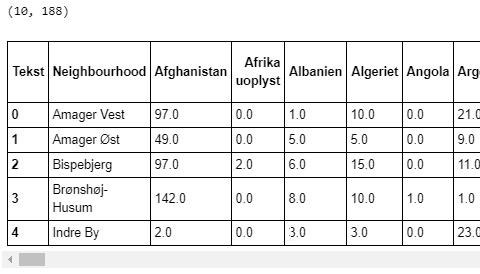 (10, 188)
Tekst Neighbourhood Afghanistan Afrika uoplyst Albanien Algeriet Angola Arg
0 Amager Vest 97.0 0.0 1.0 10.0 0.0 21.0
1 Amager Øst 49.0 0.0 5.0 5.0 0.0 9.0
2 Bispebjerg 97.0 2.0 6.0 15.0 0.0 11.0
3 Brønshøj-Husum 142.0 0.0 8.0 10.0 1.0 1.0
4 Indre By 2.0 0.0 3.0 3.0 0.0 23.0